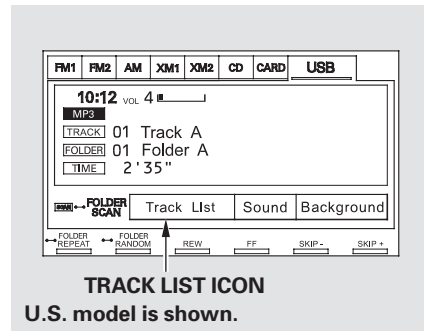 FM1 FM2 AM XM1 XM2 CD CARD USB
10:12 VOL 4
MP3
TRACK 01 Track A
FOLDER 01 Folder A
TIME 2'35"
SCAN FOLDER SCAN Track List Sound Background
FOLDER REPEAT FOLDER RANDOM REW FF SKIP- SKIP +
TRACK LIST ICON
U.S. model is shown.